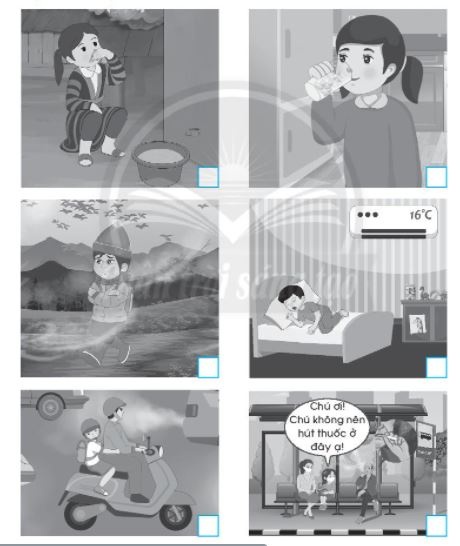 16°C
Chú ơi!
Chú không nên
hút thuốc ở
đây ạ!